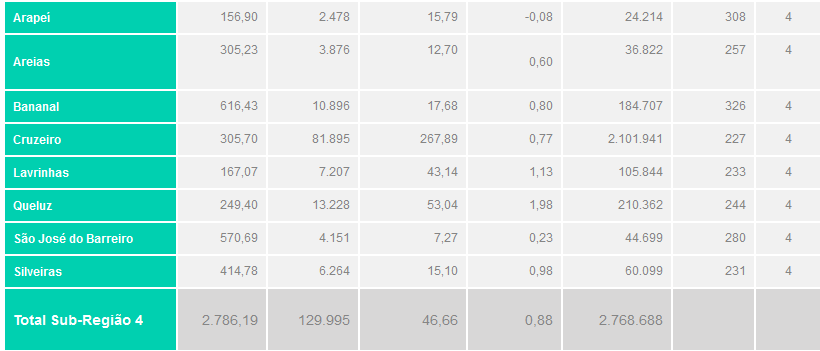 Arapeí 156,90 2.478 15,79 -0,08 24.214 308 4
Areias 305,23 3.876 12,70 0,60 36.822 257 4
Bananal 616,43 10.896 17,68 0,80 184.707 326 4
Cruzeiro 305,70 81.895 267,89 0,77 2.101.941 227 4
Lavrinhas 167,07 7.207 43,14 1,13 105.844 233 4
Queluz 249,40 13.228 53,04 1,98 210.362 244 4
São José do Barreiro 570,69 4.151 7,27 0,23 44.699 280 4
Silveiras 414,78 6.264 15,10 0,98 60.099 231 4
Total Sub-Região 4 2.786,19 129.995 46,66 0,88 2.768.688